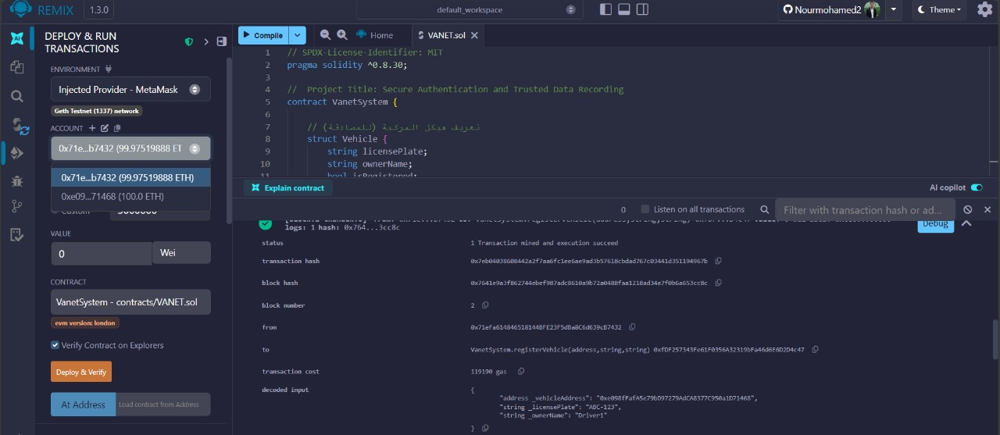 REMIX 1.3.0
default_workspace
Nourmohamed2
Theme
DEPLOY & RUN
TRANSACTIONS
ENVIRONMENT
Injected Provider - MetaMask
Geth Testnet (1337) network
ACCOUNT
0x71e...b7432 (99.97519888 ET
0x71e...b7432 (99.97519888 ETH)
0xe09...71468 (100.0 ETH)
Custom
VALUE
0 Wei
CONTRACT
VanetSystem - contracts/VANET.sol
evm version: london
Verify Contract on Explorers
Deploy & Verify
At Address Load contract from Address
Compile Home VANET.sol
1 // SPDX-License-Identifier: MIT
2 pragma solidity ^0.8.30;
3
4 // Project Title: Secure Authentication and Trusted Data Recording
5 contract VanetSystem {
6
7 // تعريف هيكل المركبة (للمصادقة)
8 struct Vehicle {
9 string licensePlate;
10 string ownerName;
11 bool isRegistered;
AI Explain contract AI copilot
0 Listen on all transactions Filter with transaction hash or ad...
Debug
logs: 1 hash: 0x764...3cc8c
status 1 Transaction mined and execution succeed
transaction hash 0x7eb04038608442a2f7aa6fc1ee6ae9ad3b57618cbdad767c03441d351194967b
block hash 0x7641e9a3f862744ebef987adc8610a9b72a0488faa1218ad34e7f0b6a653cc8c
block number 2
from 0x71efa614846518144BFE23F5dBa8C6d639cB7432
to VanetSystem.registerVehicle(address,string,string) 0xfDF257343Fe61F0356A32319bFa46d6E6D2D4c47
transaction cost 119190 gas
decoded input {
"address _vehicleAddress": "0xe098fFafA5e79bD97279AdCA8377C950a1D71468",
"string _licensePlate": "ABC-123",
"string _ownerName": "Driver1"
}